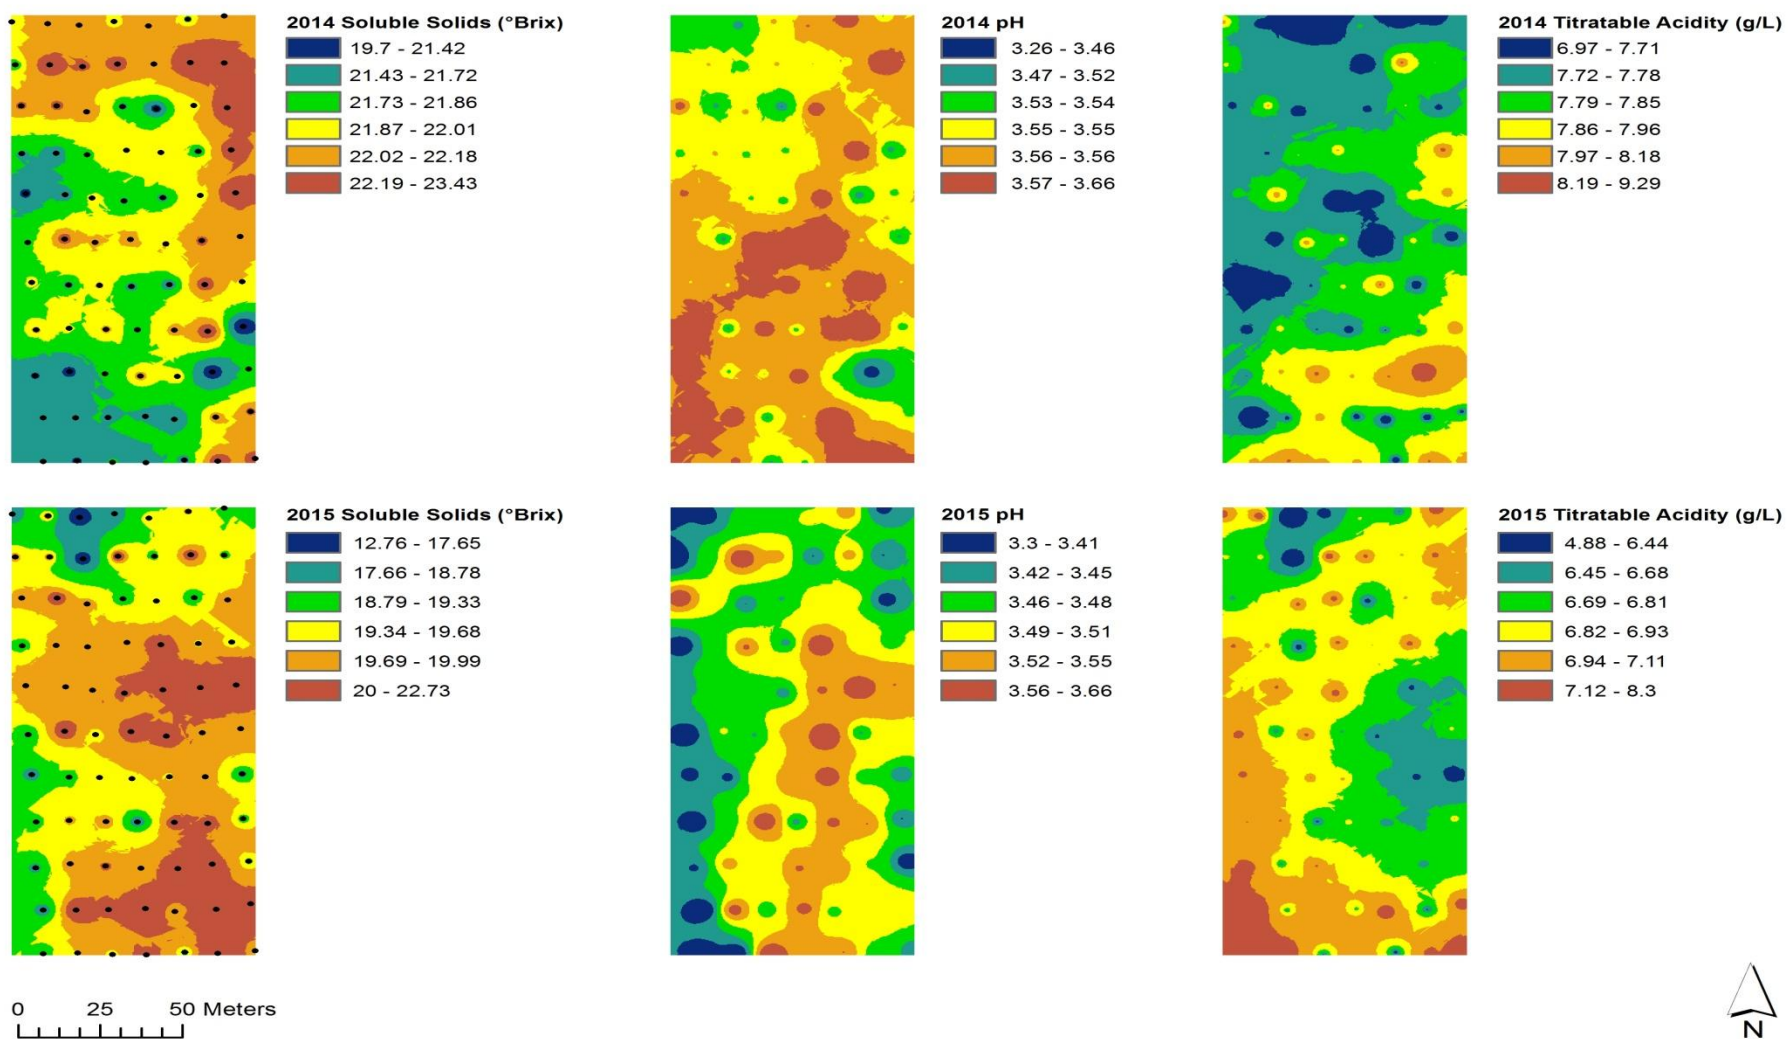 2014 Soluble Solids (°Brix)
19.7 - 21.42
21.43 - 21.72
21.73 - 21.86
21.87 - 22.01
22.02 - 22.18
22.19 - 23.43
2014 pH
3.26 - 3.46
3.47 - 3.52
3.53 - 3.54
3.55 - 3.55
3.56 - 3.56
3.57 - 3.66
2014 Titratable Acidity (g/L)
6.97 - 7.71
7.72 - 7.78
7.79 - 7.85
7.86 - 7.96
7.97 - 8.18
8.19 - 9.29
2015 Soluble Solids (°Brix)
12.76 - 17.65
17.66 - 18.78
18.79 - 19.33
19.34 - 19.68
19.69 - 19.99
20 - 22.73
2015 pH
3.3 - 3.41
3.42 - 3.45
3.46 - 3.48
3.49 - 3.51
3.52 - 3.55
3.56 - 3.66
2015 Titratable Acidity (g/L)
4.88 - 6.44
6.45 - 6.68
6.69 - 6.81
6.82 - 6.93
6.94 - 7.11
7.12 - 8.3
0 25 50 Meters
N